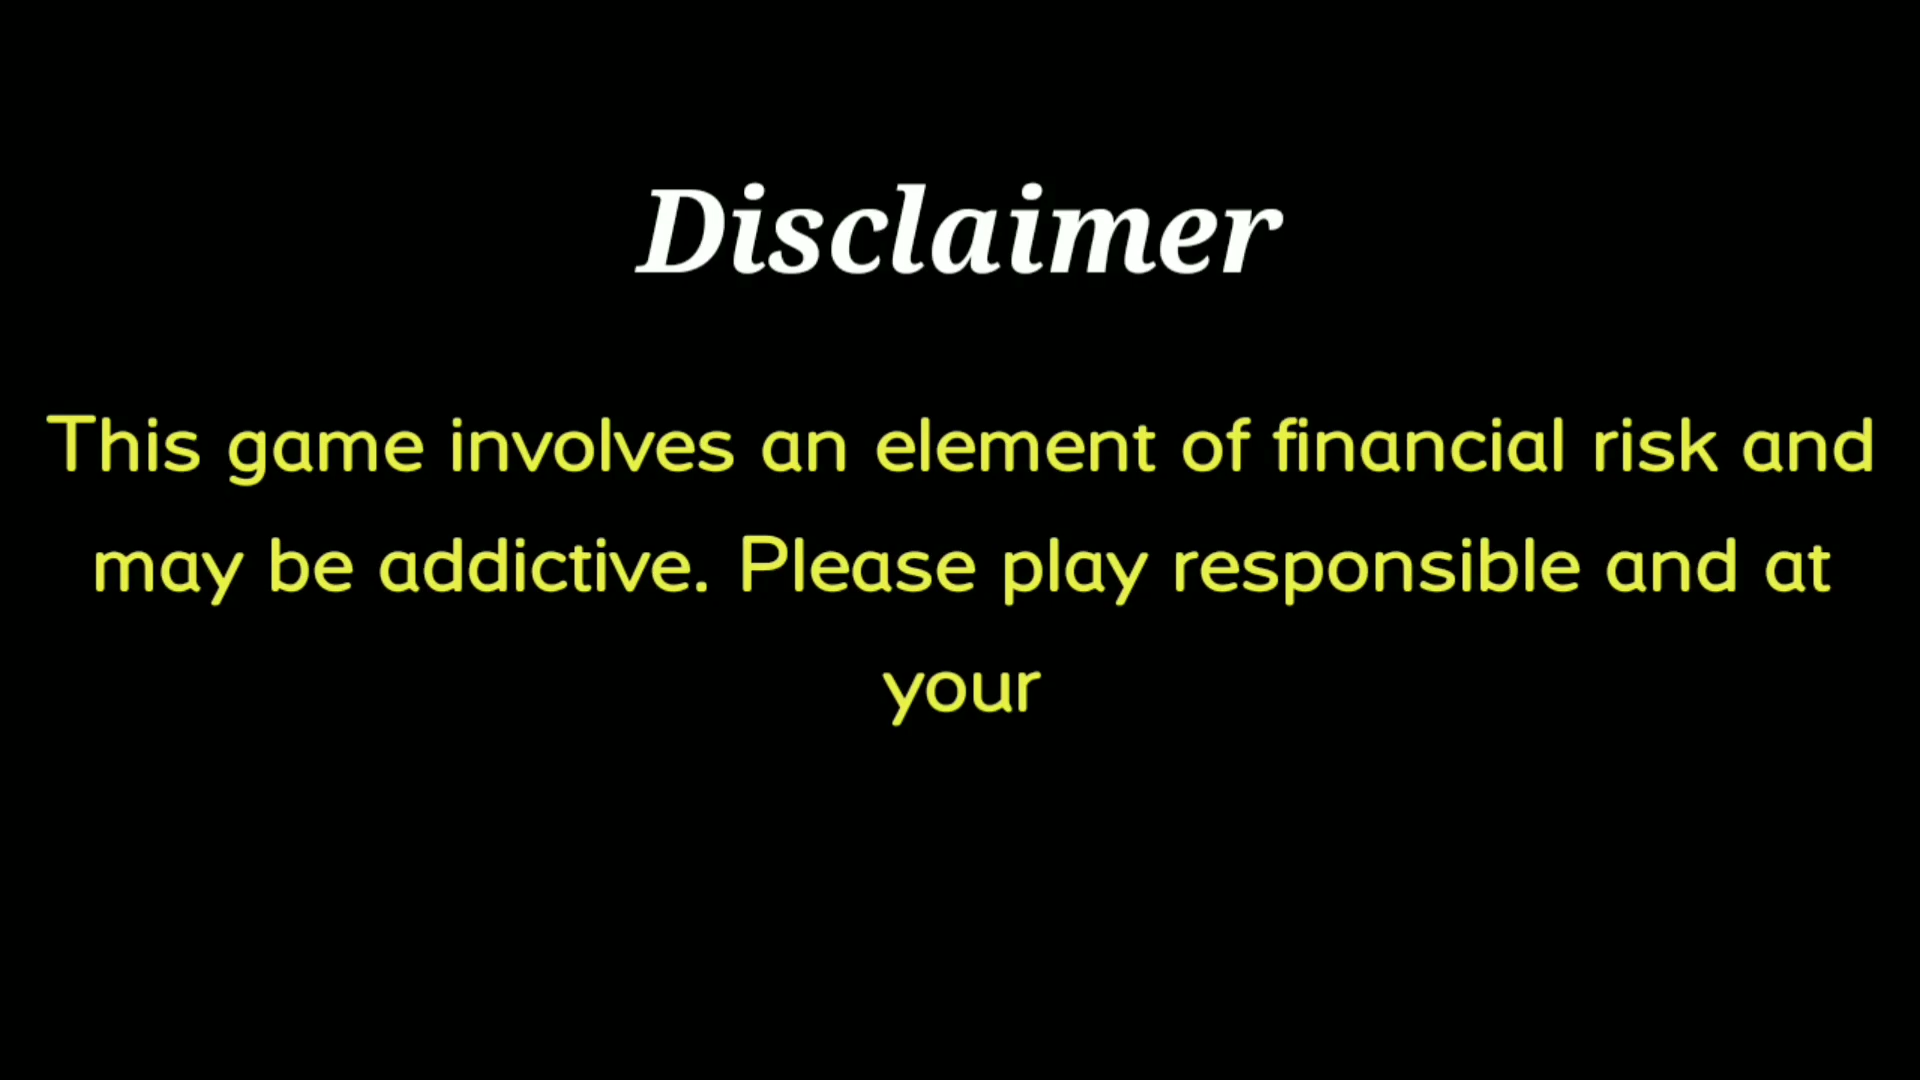 Disclaimer
This game involves an element of financial risk and
may be addictive. Please play responsible and at
your